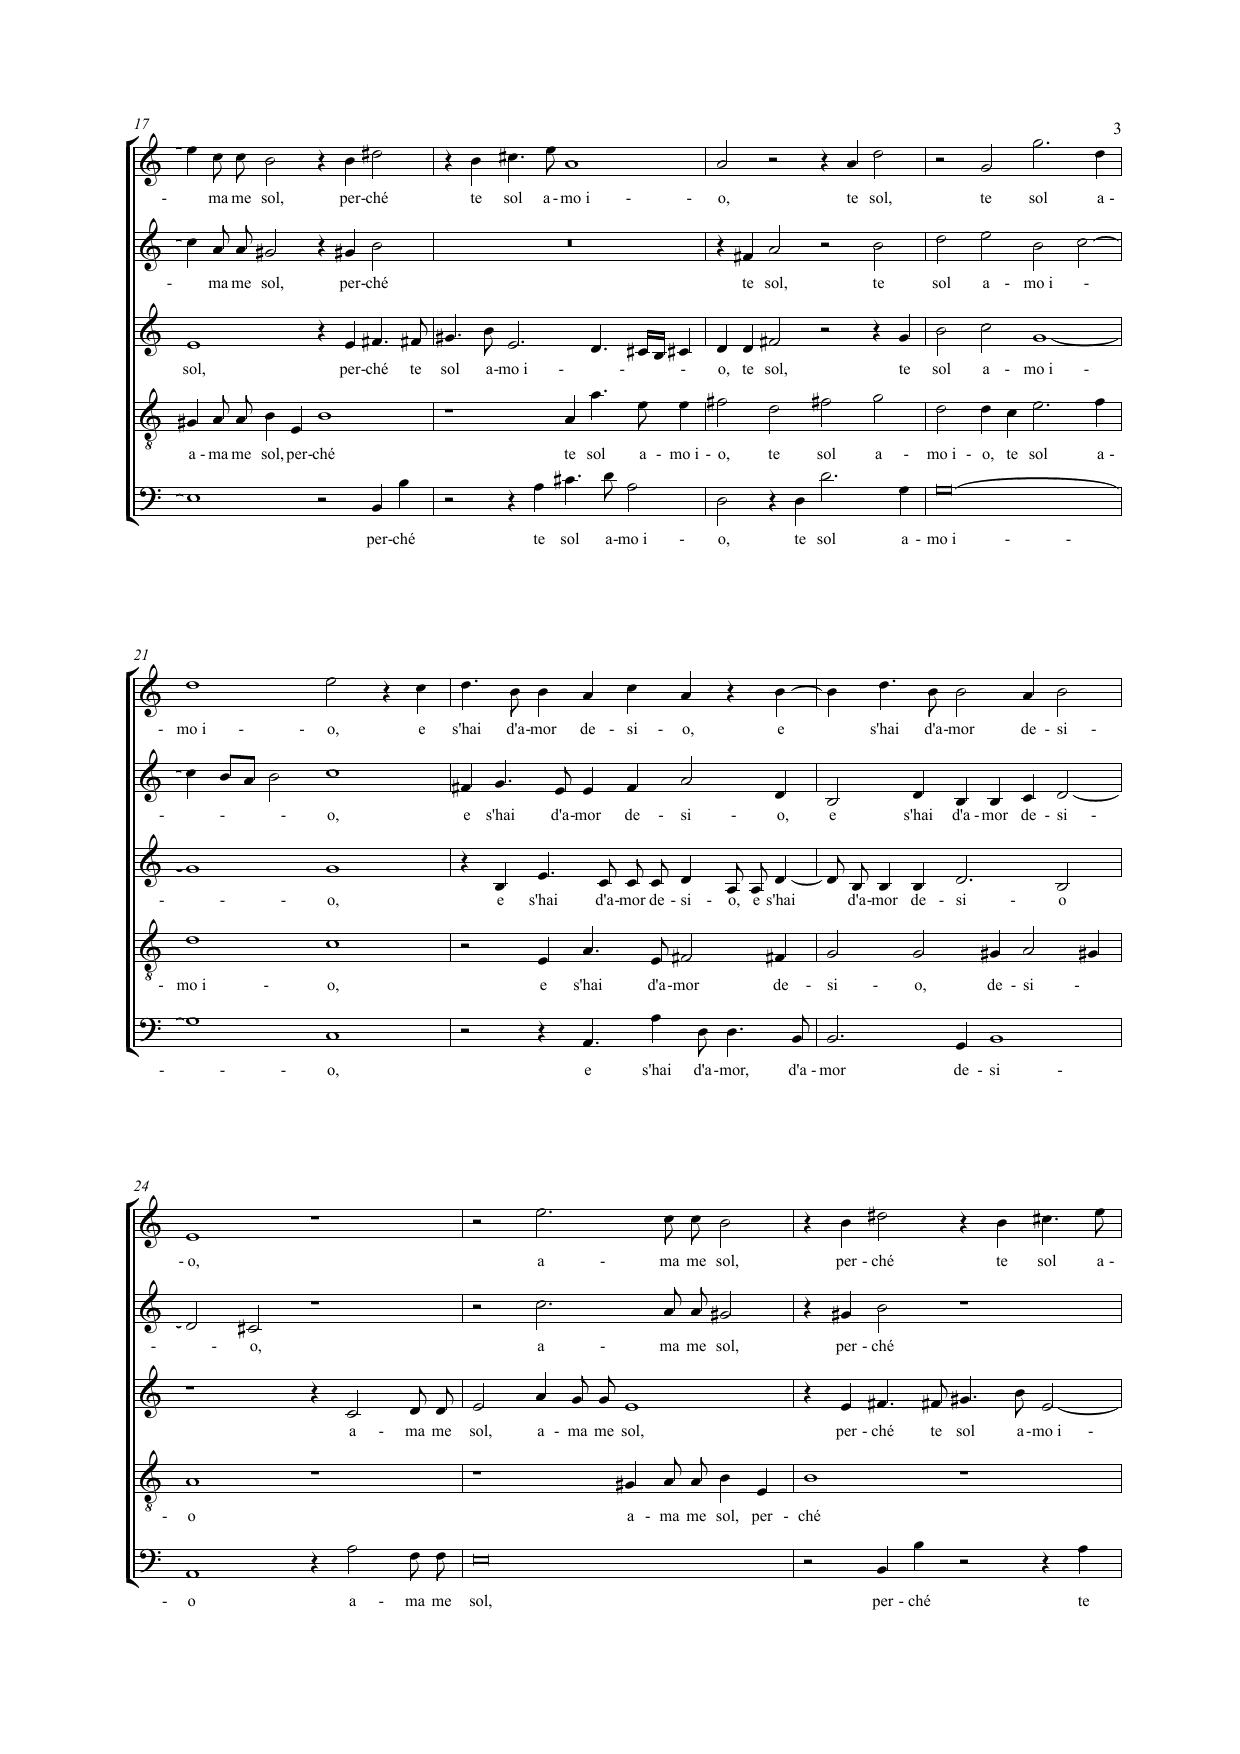 17
3
- ma me sol, per-ché te sol a - mo i - - o, te sol, te sol a -
- ma me sol, per-ché te sol, te sol a - mo i -
sol, per-ché te sol a-mo i - - - o, te sol, te sol a - mo i -
a - ma me sol, per-ché te sol a - mo i - o, te sol a - mo i - o, te sol a -
per-ché te sol a-mo i - o, te sol a - mo i - -
21
- mo i - - o, e s'hai d'a-mor de - si - o, e s'hai d'a-mor de - si -
- - - o, e s'hai d'a-mor de - si - o, e s'hai d'a - mor de - si -
- - - o, e s'hai d'a-mor de - si - o, e s'hai d'a-mor de - si - o
- mo i - o, e s'hai d'a-mor de - si - o, de - si -
- - - o, e s'hai d'a-mor, d'a - mor de - si -
24
- o, a - ma me sol, per - ché te sol a -
- - o, a - ma me sol, per - ché
a - ma me sol, a - ma me sol, per - ché te sol a-mo i -
- o a - ma me sol, per - ché
- o a - ma me sol, per - ché te